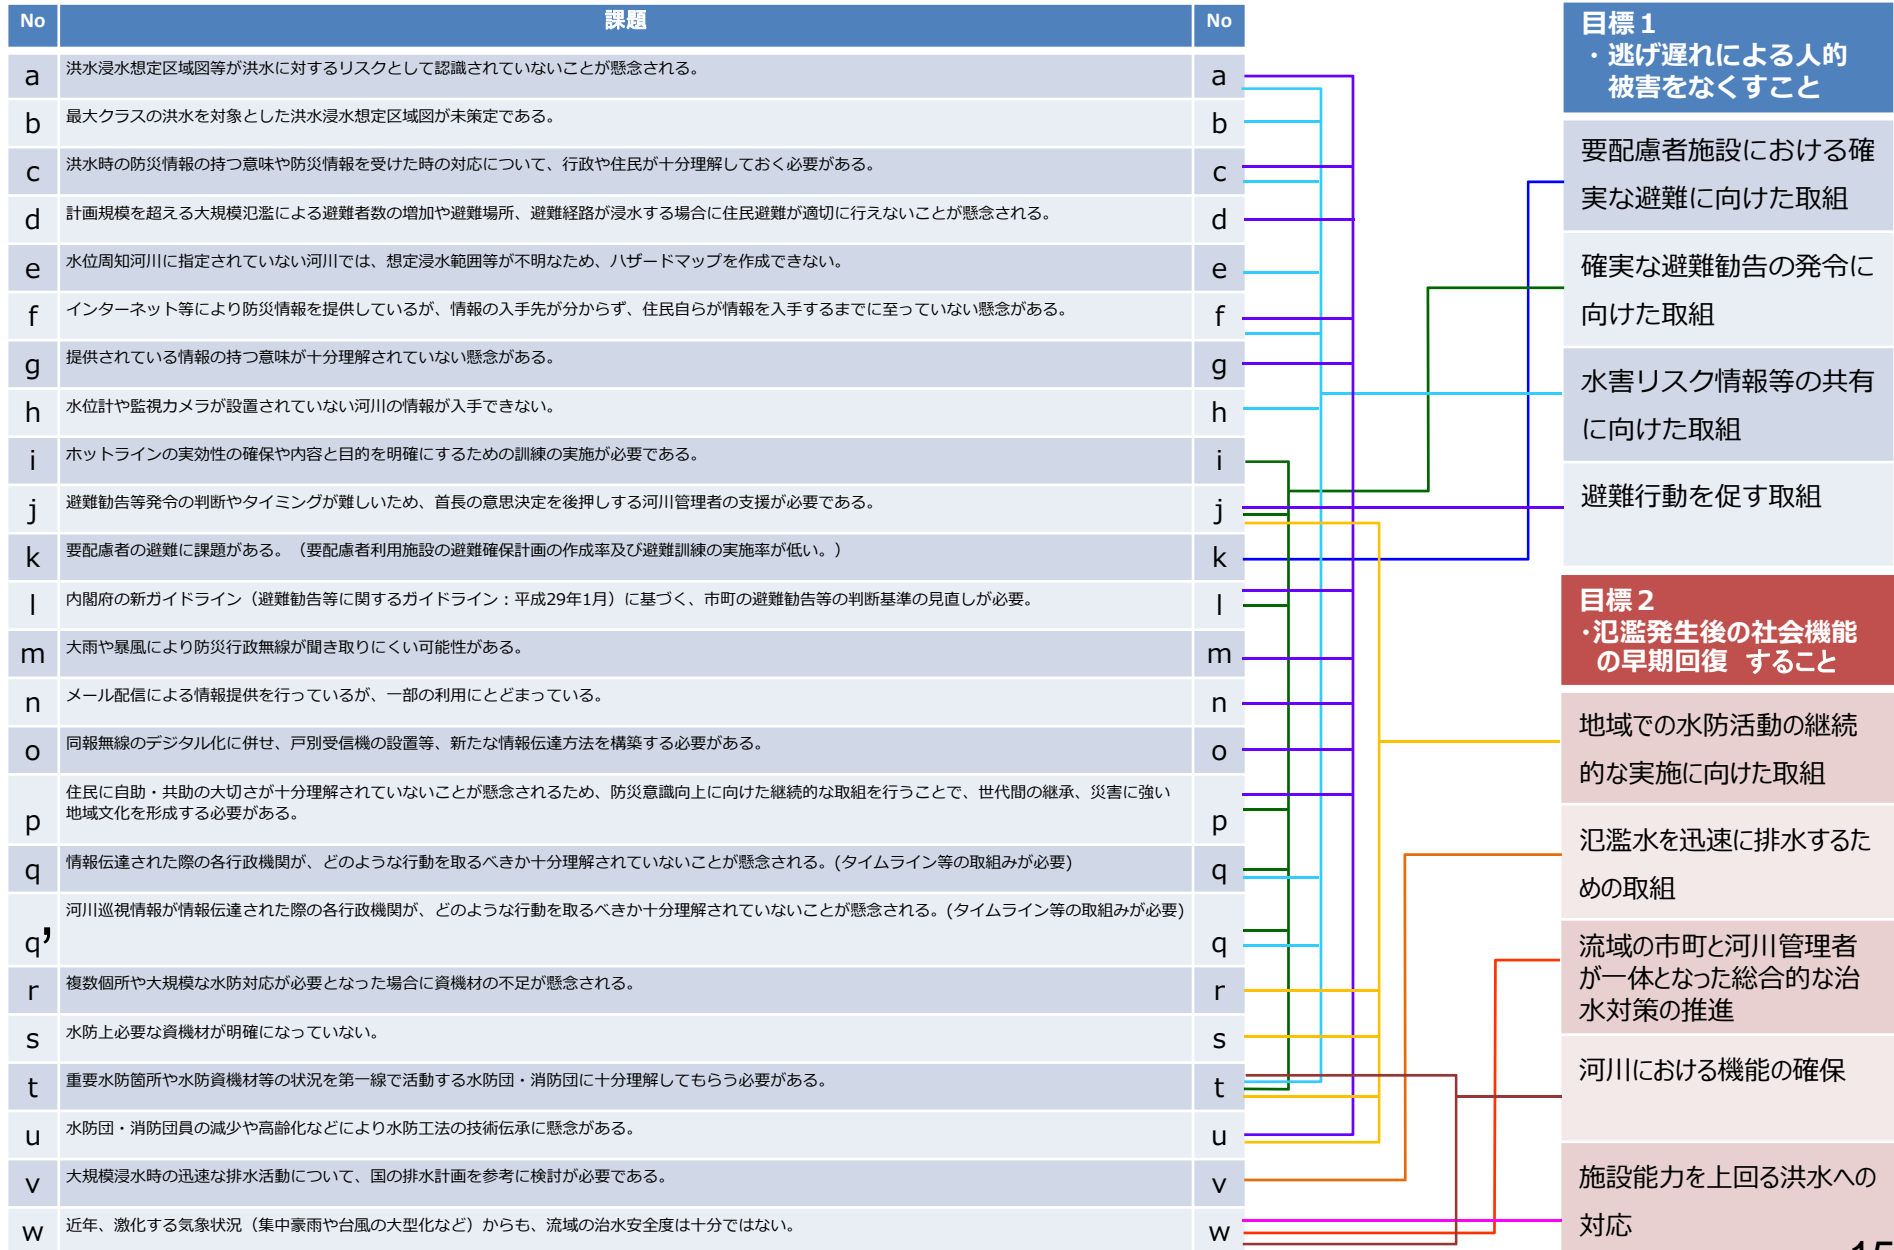 No 課題 No
a 洪水浸水想定区域図等が洪水に対するリスクとして認識されていないことが懸念される。 a
b 最大クラスの洪水を対象とした洪水浸水想定区域図が未策定である。 b
c 洪水時の防災情報の持つ意味や防災情報を受けた時の対応について、行政や住民が十分理解しておく必要がある。 c
d 計画規模を超える大規模氾濫による避難者数の増加や避難場所、避難経路が浸水する場合に住民避難が適切に行えないことが懸念される。 d
e 水位周知河川に指定されていない河川では、想定浸水範囲等が不明なため、ハザードマップを作成できない。 e
f インターネット等により防災情報を提供しているが、情報の入手先が分からず、住民自らが情報を入手するまでに至っていない懸念がある。 f
g 提供されている情報の持つ意味が十分理解されていない懸念がある。 g
h 水位計や監視カメラが設置されていない河川の情報が入手できない。 h
i ホットラインの実効性の確保や内容と目的を明確にするための訓練の実施が必要である。 i
j 避難勧告等発令の判断やタイミングが難しいため、首長の意思決定を後押しする河川管理者の支援が必要である。 j
k 要配慮者の避難に課題がある。（要配慮者利用施設の避難確保計画の作成率及び避難訓練の実施率が低い。） k
l 内閣府の新ガイドライン（避難勧告等に関するガイドライン：平成29年1月）に基づく、市町の避難勧告等の判断基準の見直しが必要。 l
m 大雨や暴風により防災行政無線が聞き取りにくい可能性がある。 m
n メール配信による情報提供を行っているが、一部の利用にとどまっている。 n
o 同報無線のデジタル化に併せ、戸別受信機の設置等、新たな情報伝達方法を構築する必要がある。 o
p 住民に自助・共助の大切さが十分理解されていないことが懸念されるため、防災意識向上に向けた継続的な取組を行うことで、世代間の継承、災害に強い
地域文化を形成する必要がある。 p
q 情報伝達された際の各行政機関が、どのような行動を取るべきか十分理解されていないことが懸念される。(タイムライン等の取組みが必要) q
q’ 河川巡視情報が情報伝達された際の各行政機関が、どのような行動を取るべきか十分理解されていないことが懸念される。(タイムライン等の取組みが必要) q
r 複数個所や大規模な水防対応が必要となった場合に資機材の不足が懸念される。 r
s 水防上必要な資機材が明確になっていない。 s
t 重要水防箇所や水防資機材等の状況を第一線で活動する水防団・消防団に十分理解してもらう必要がある。 t
u 水防団・消防団員の減少や高齢化などにより水防工法の技術伝承に懸念がある。 u
v 大規模浸水時の迅速な排水活動について、国の排水計画を参考に検討が必要である。 v
w 近年、激化する気象状況（集中豪雨や台風の大型化など）からも、流域の治水安全度は十分ではない。 w
目標１
・逃げ遅れによる人的
被害をなくすこと
要配慮者施設における確
実な避難に向けた取組
確実な避難勧告の発令に
向けた取組
水害リスク情報等の共有
に向けた取組
避難行動を促す取組
目標２
・氾濫発生後の社会機能
の早期回復 すること
地域での水防活動の継続
的な実施に向けた取組
氾濫水を迅速に排水するた
めの取組
流域の市町と河川管理者
が一体となった総合的な治
水対策の推進
河川における機能の確保
施設能力を上回る洪水への
対応